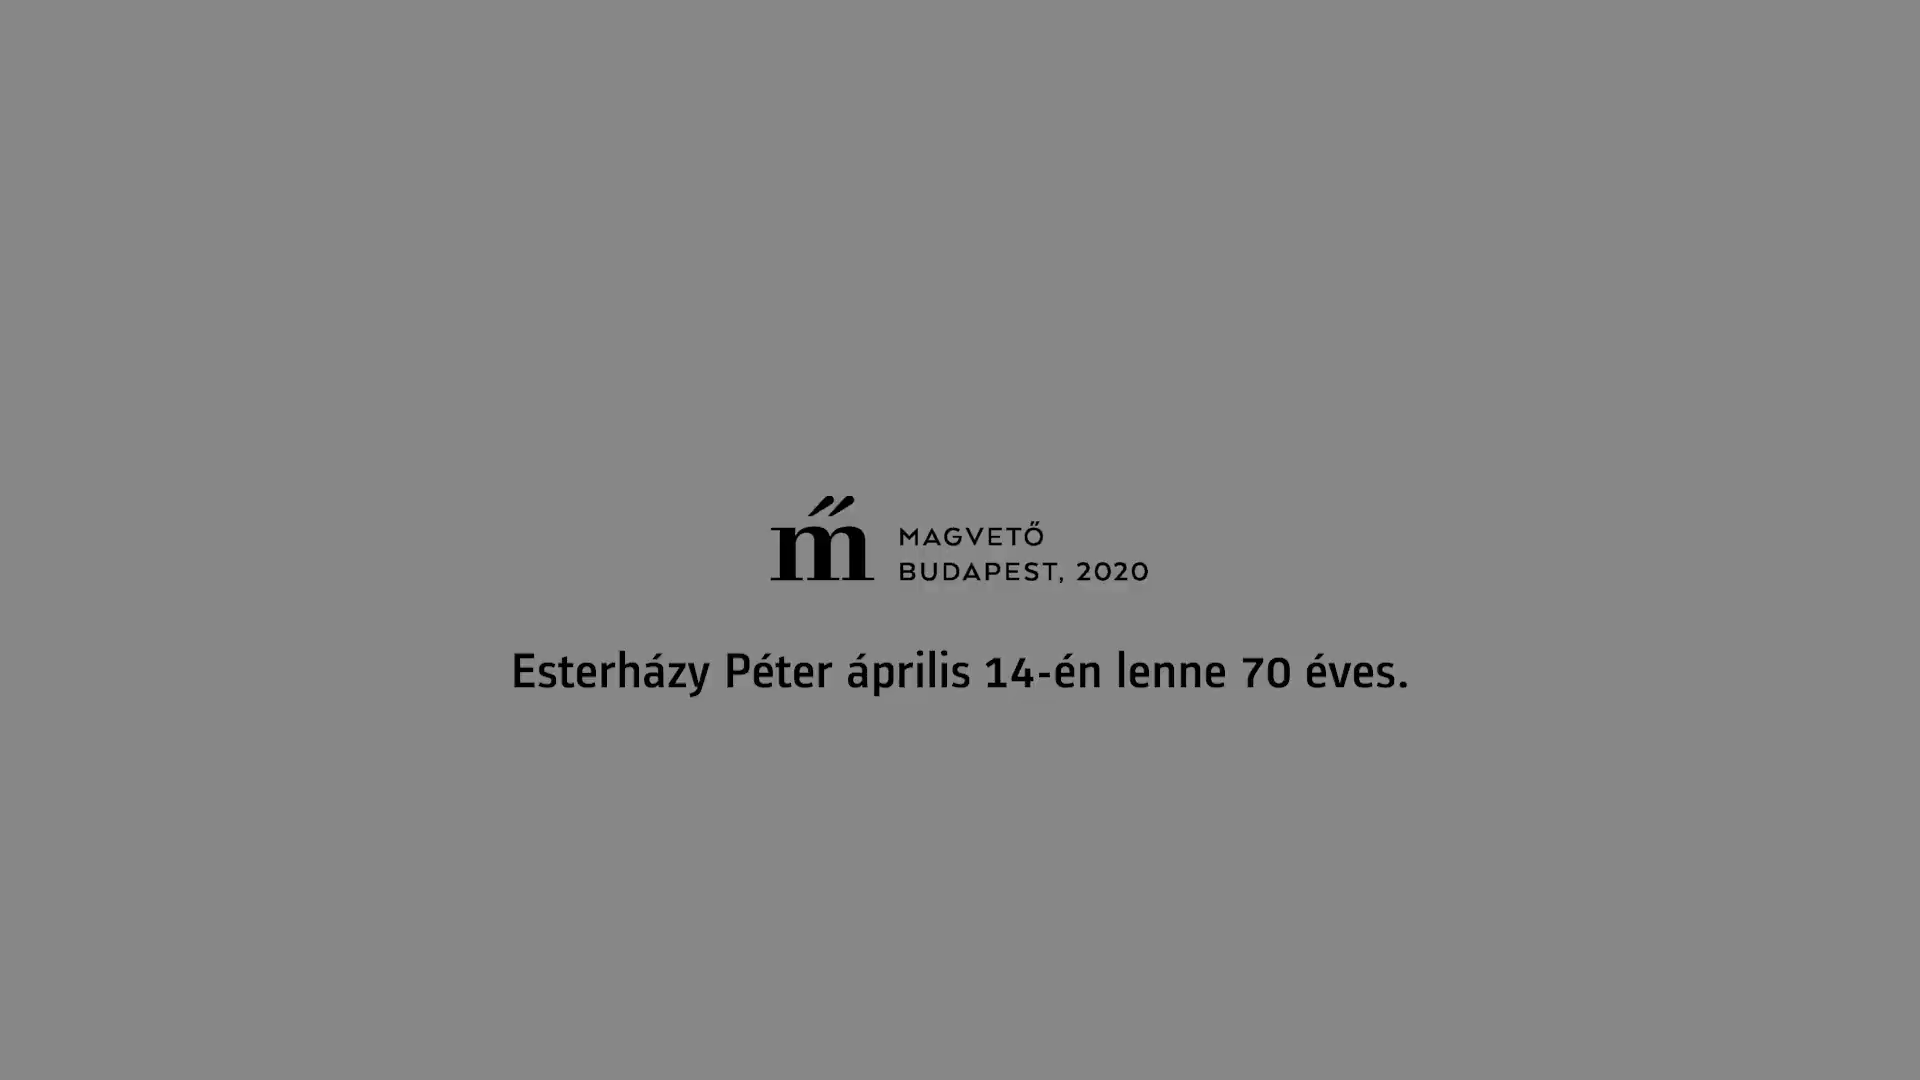 m̋ MAGVETŐ
BUDAPEST, 2020
Esterházy Péter április 14-én lenne 70 éves.